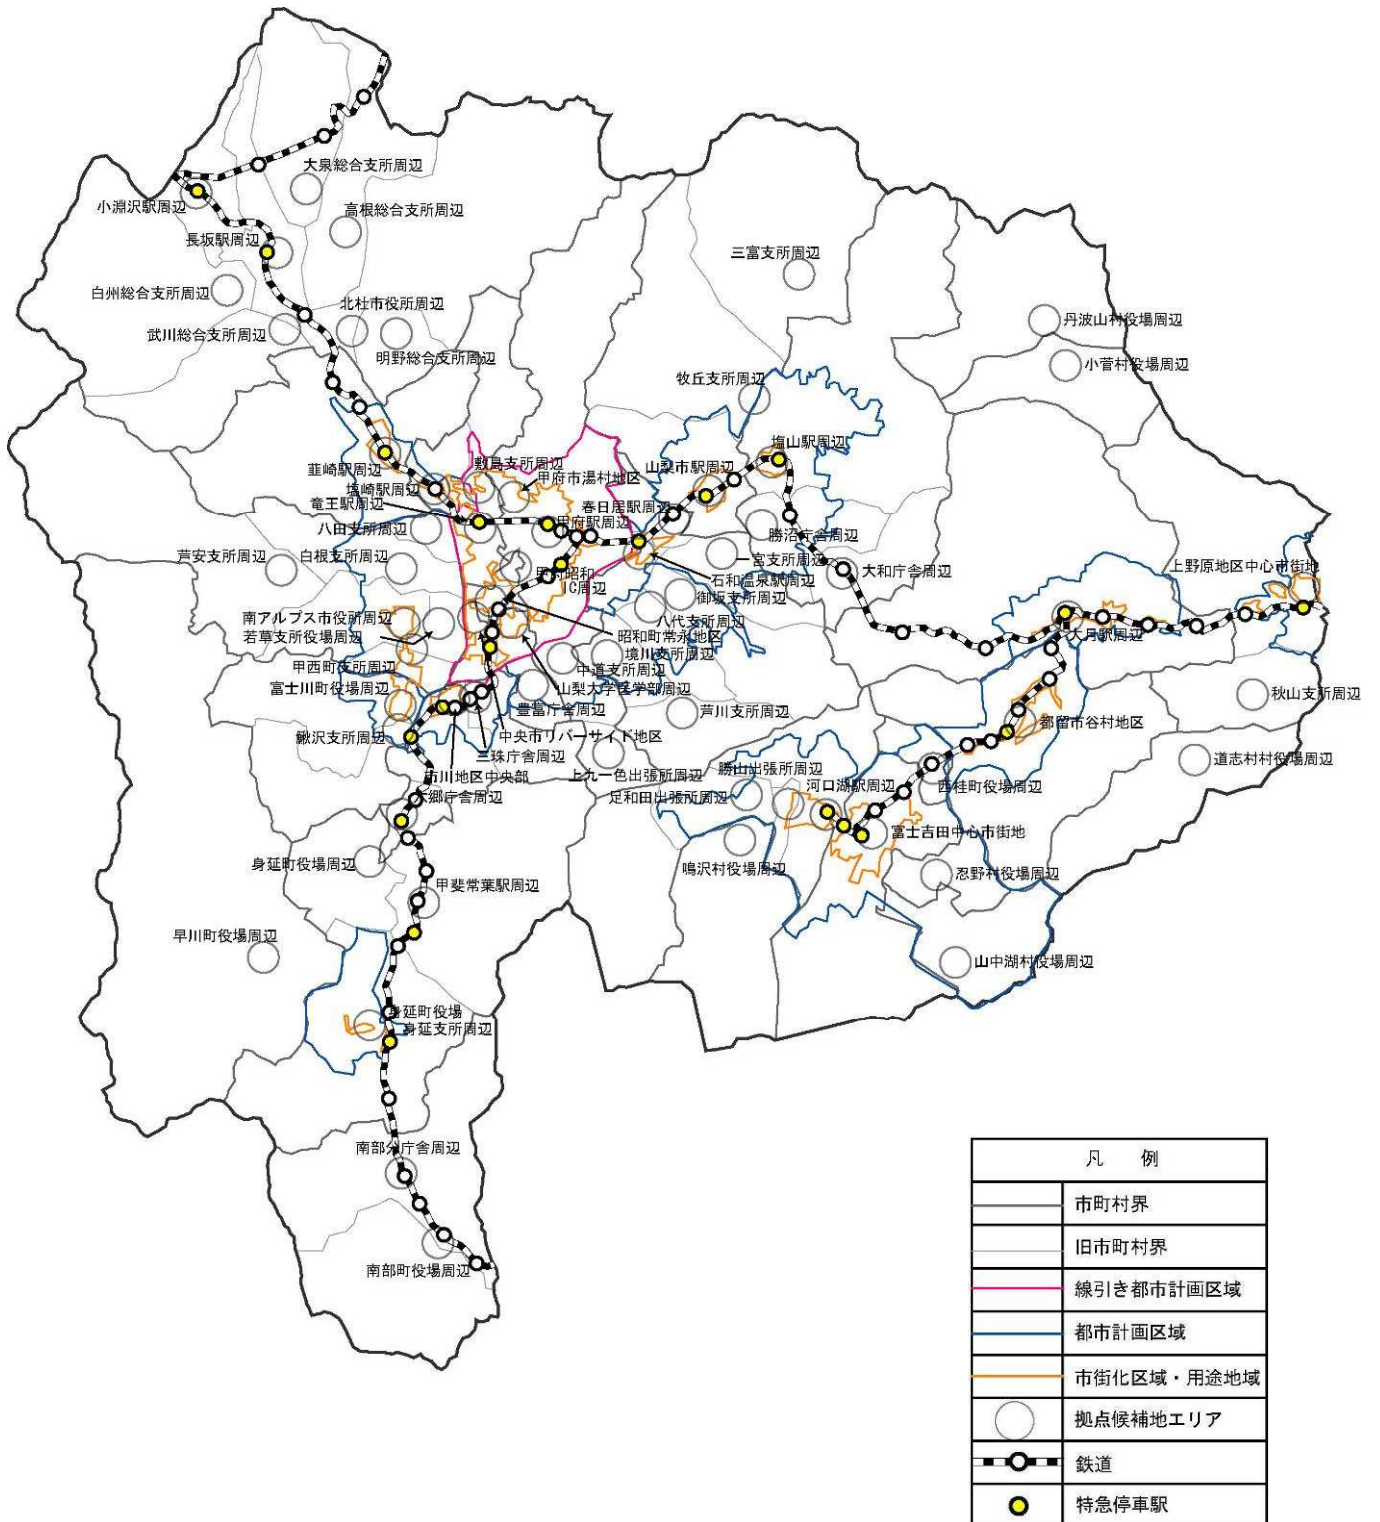 大泉総合支所周辺
小淵沢駅周辺
高根総合支所周辺
長坂駅周辺
三富支所周辺
白州総合支所周辺
北杜市役所周辺
武川総合支所周辺
丹波山村役場周辺
明野総合支所周辺
小菅村役場周辺
牧丘支所周辺
塩山駅周辺
敷島支所周辺
山梨市駅周辺
韮崎駅周辺
甲府市湯村地区
塩崎駅周辺
竜王駅周辺
春日居駅周辺
八田支所周辺
甲府駅周辺
勝沼庁舎周辺
芦安支所周辺
白根支所周辺
宮支所周辺
大和庁舎周辺
上野原地区中心市街地
甲府昭和
IC周辺
石和温泉駅周辺
御坂支所周辺
南アルプス市役所周辺
八代支所周辺
若草支所役場周辺
昭和町常永地区
大月駅周辺
境川支所周辺
甲西町支所周辺
中道支所周辺
富士川町役場周辺
山梨大学医学部周辺
秋山支所周辺
豊富庁舎周辺
芦川支所周辺
都留市谷村地区
鰍沢支所周辺
中央市リバーサイド地区
三珠庁舎周辺
道志村村役場周辺
市川地区中央部
上九一色出張所周辺
勝山出張所周辺
河口湖駅周辺
西桂町役場周辺
六郷庁舎周辺
足和田出張所周辺
富士吉田中心市街地
身延町役場周辺
鳴沢村役場周辺
忍野村役場周辺
甲斐常葉駅周辺
早川町役場周辺
山中湖村役場周辺
身延町役場
身延支所周辺
南部分庁舎周辺
南部町役場周辺
凡 例
市町村界
旧市町村界
線引き都市計画区域
都市計画区域
市街化区域・用途地域
拠点候補地エリア
鉄道
特急停車駅